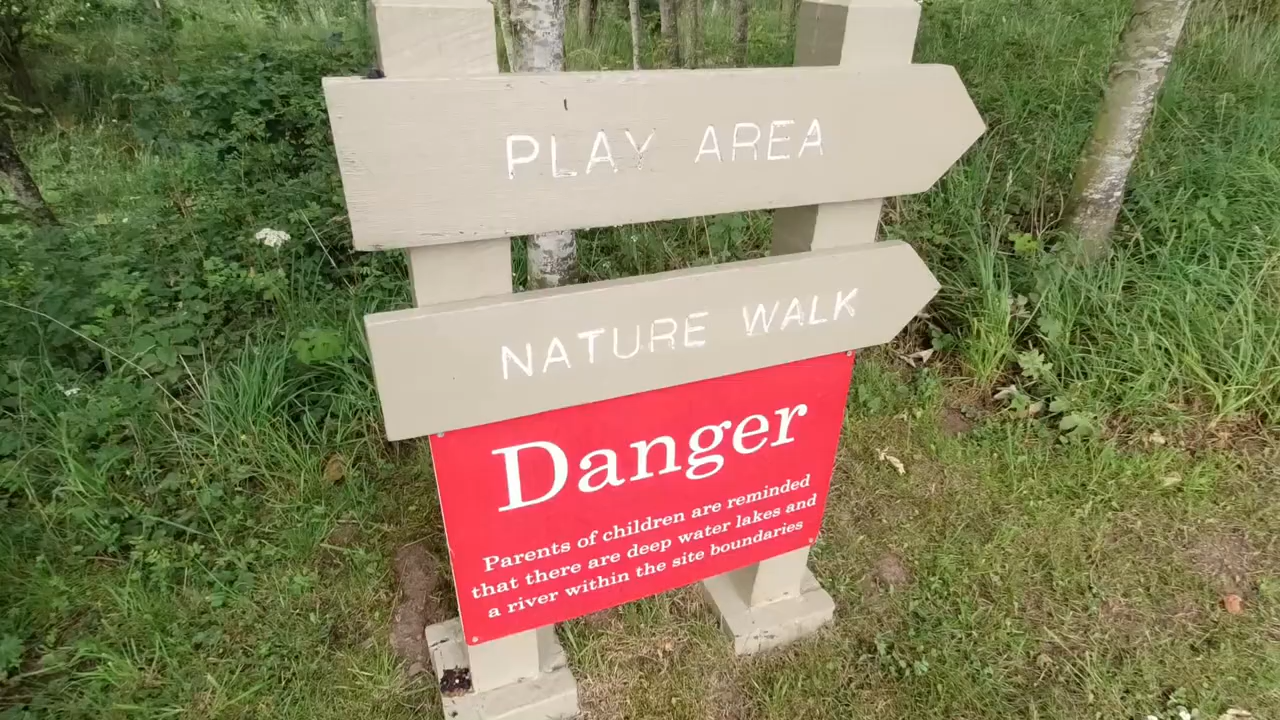 PLAY AREA
NATURE WALK
Danger
Parents of children are reminded
that there are deep water lakes and
a river within the site boundaries